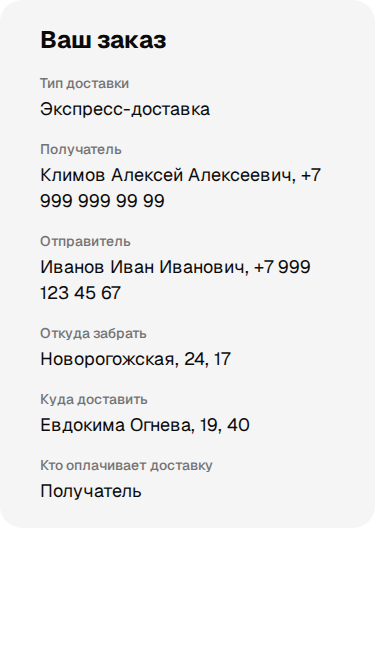 Ваш заказ
Тип доставки
Экспресс-доставка
Получатель
Климов Алексей Алексеевич, +7
999 999 99 99
Отправитель
Иванов Иван Иванович, +7 999
123 45 67
Откуда забрать
Новорогожская, 24, 17
Куда доставить
Евдокима Огнева, 19, 40
Кто оплачивает доставку
Получатель